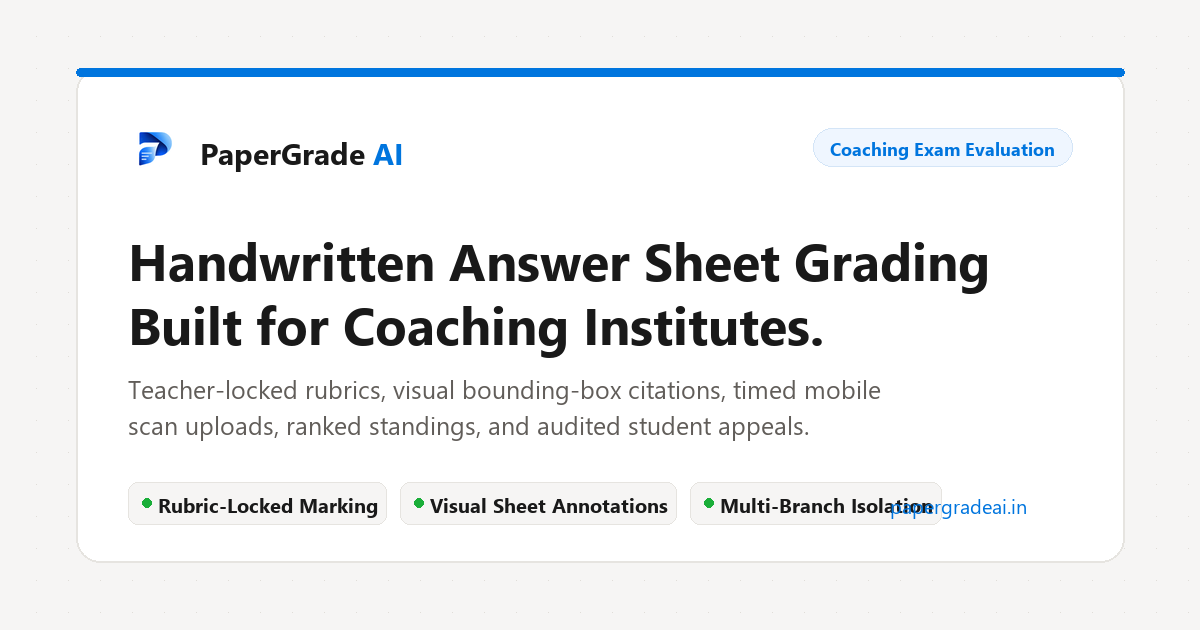 PaperGrade AI
Coaching Exam Evaluation
Handwritten Answer Sheet Grading
Built for Coaching Institutes.
Teacher-locked rubrics, visual bounding-box citations, timed mobile
scan uploads, ranked standings, and audited student appeals.
Rubric-Locked Marking
Visual Sheet Annotations
Multi-Branch Isolation
papergradeai.in